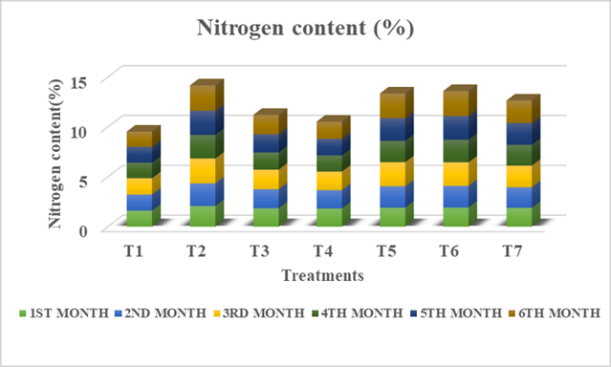 Nitrogen content (%)
Nitrogen content(%)
15
10
5
0
T1 T2 T3 T4 T5 T6 T7
Treatments
1ST MONTH 2ND MONTH 3RD MONTH 4TH MONTH 5TH MONTH 6TH MONTH